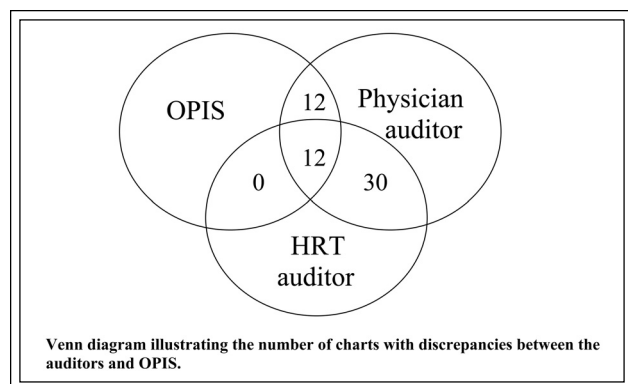 OPIS
12
Physician
auditor
12
0
30
HRT
auditor
Venn diagram illustrating the number of charts with discrepancies between the
auditors and OPIS.